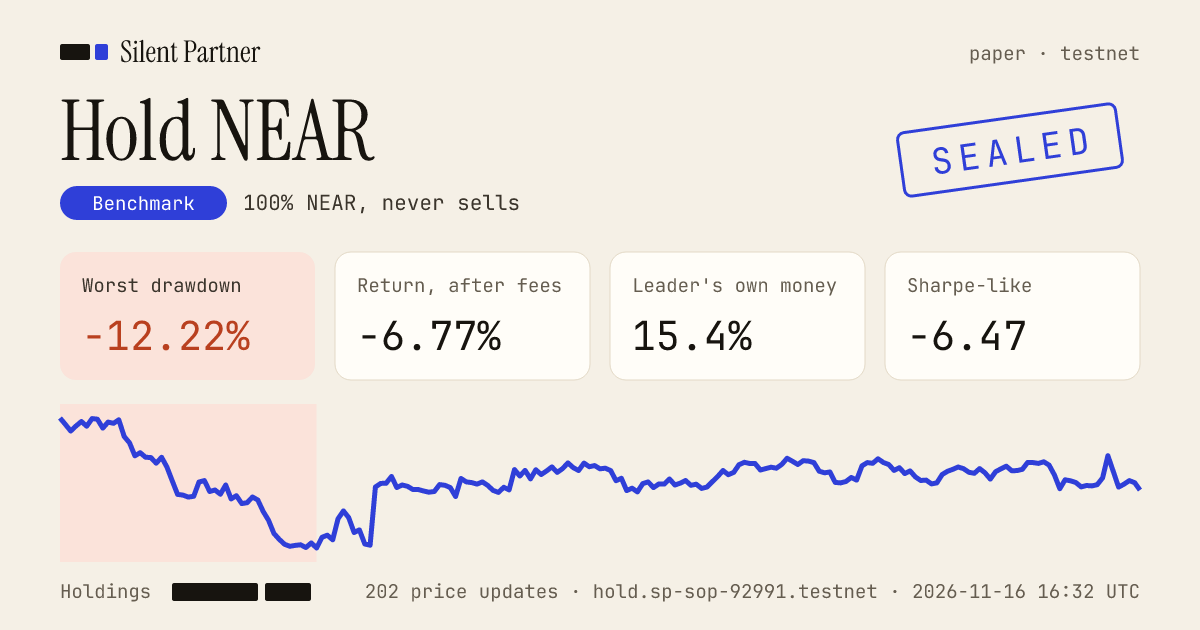 Silent Partner
paper · testnet
Hold NEAR
SEALED
Benchmark
100% NEAR, never sells
Worst drawdown
-12.22%
Return, after fees
-6.77%
Leader's own money
15.4%
Sharpe-like
-6.47
Holdings
202 price updates · hold.sp-sop-92991.testnet · 2026-11-16 16:32 UTC